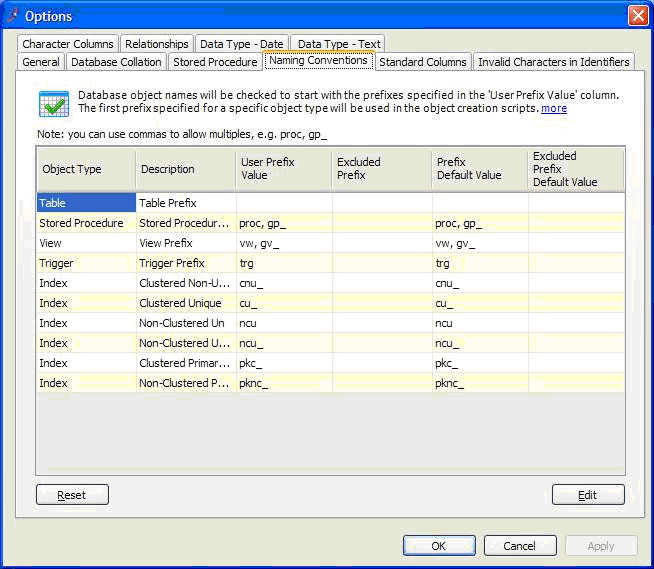 Options
Character Columns Relationships Data Type - Date Data Type - Text
General Database Collation Stored Procedure Naming Conventions Standard Columns Invalid Characters in Identifiers
Database object names will be checked to start with the prefixes specified in the 'User Prefix Value' column.
The first prefix specified for a specific object type will be used in the object creation scripts. more
Note: you can use commas to allow multiples, e.g. proc, gp_
Object Type Description User Prefix Value Excluded Prefix Prefix Default Value Excluded Prefix Default Value
Table Table Prefix
Stored Procedure Stored Procedur... proc, gp_ proc, gp_
View View Prefix vw, gv_ vw, gv_
Trigger Trigger Prefix trg trg
Index Clustered Non-U... cnu_ cnu_
Index Clustered Unique cu_ cu_
Index Non-Clustered Un ncu ncu
Index Non-Clustered U... ncu_ ncu_
Index Clustered Primar... pkc_ pkc_
Index Non-Clustered P... pknc_ pknc_
Reset Edit
OK Cancel Apply